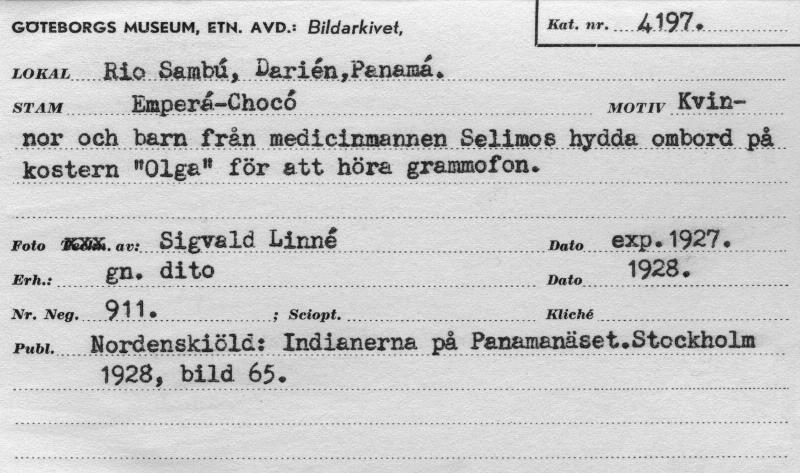 GÖTEBORGS MUSEUM, ETN. AVD.: Bildarkivet, Kat. nr. 4197.
LOKAL Rio Sambú, Darién, Panamá.
STAM Emperá-Chocó MOTIV Kvin-
nor och barn från medicinmannen Selimos hydda ombord på
kostern "Olga" för att höra grammofon.
Foto av: Sigvald Linné Dato exp. 1927.
Erh.: gn. dito Dato 1928.
Nr. Neg. 911. ; Sciopt. Kliché
Publ. Nordenskiöld: Indianerna på Panamanäset. Stockholm
1928, bild 65.